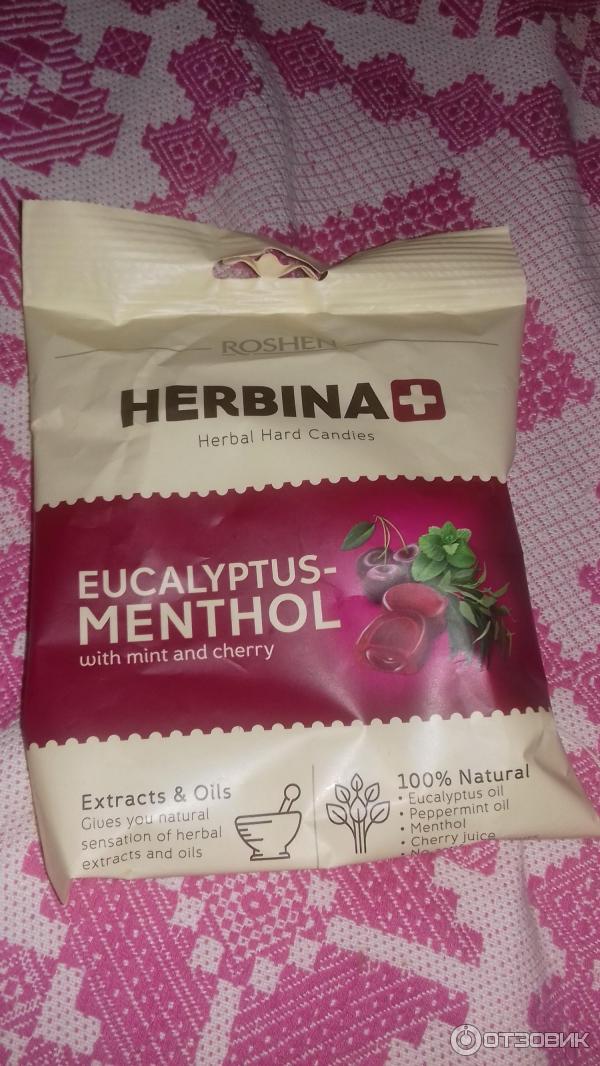 ROSHEN
HERBINA
Herbal Hard Candies
EUCALYPTUS-
MENTHOL
with mint and cherry
Extracts & Oils
Gives you natural
sensation of herbal
extracts and oils
100% Natural
• Eucalyptus oil
• Peppermint oil
• Menthol
• Cherry juice
ОТЗОВИК